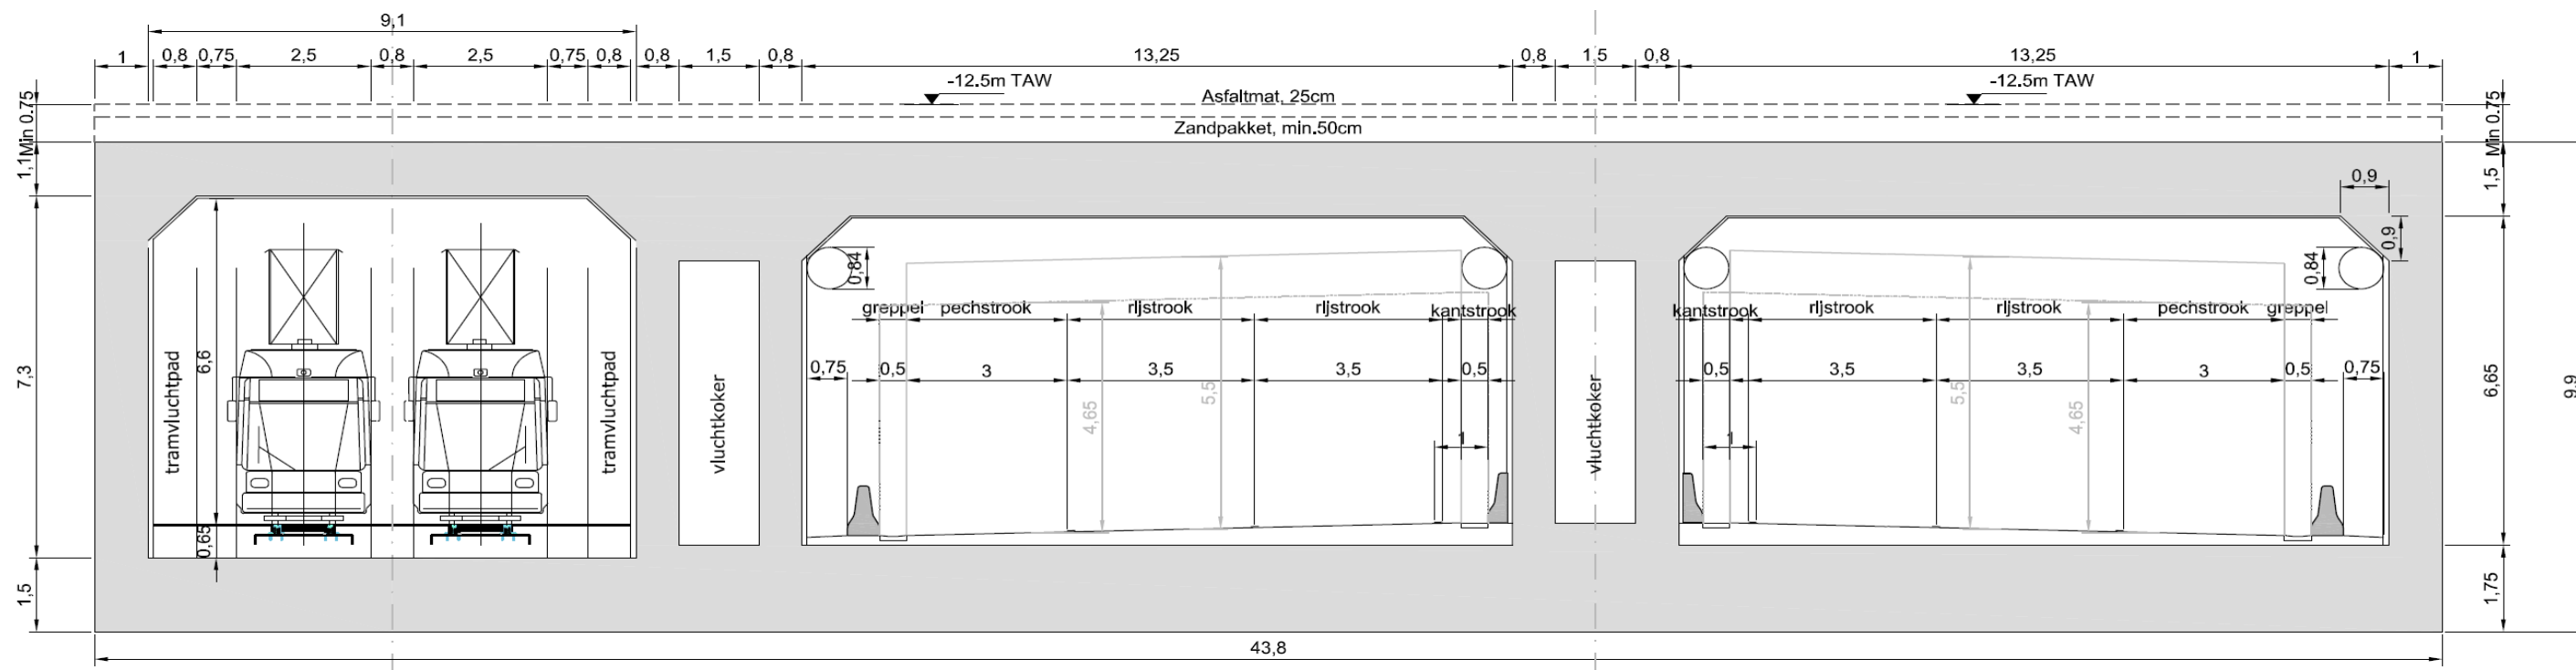 9,1
1 0,8 0,75 2,5 0,8 2,5 0,75 0,8 0,8 1,5 0,8 13,25 0,8 1,5 0,8 13,25 1
-12.5m TAW -12.5m TAW
Asfaltmat, 25cm
Zandpakket, min.50cm
Min 0.75
1,1
7,3
1,5
6,6
0,65
tramvluchtpad
tramvluchtpad
vluchtkoker
0,84
greppel pechstrook rijstrook rijstrook kantstrook
0,75 0,5 3 3,5 3,5 0,5
4,65
5,5
1
vluchtkoker
kantstrook rijstrook rijstrook pechstrook greppel
0,5 3,5 3,5 3 0,5 0,75
1
5,5
4,65
0,84
0,9
0,9
Min 0.75
1,5
6,65
1,75
9,9
43,8